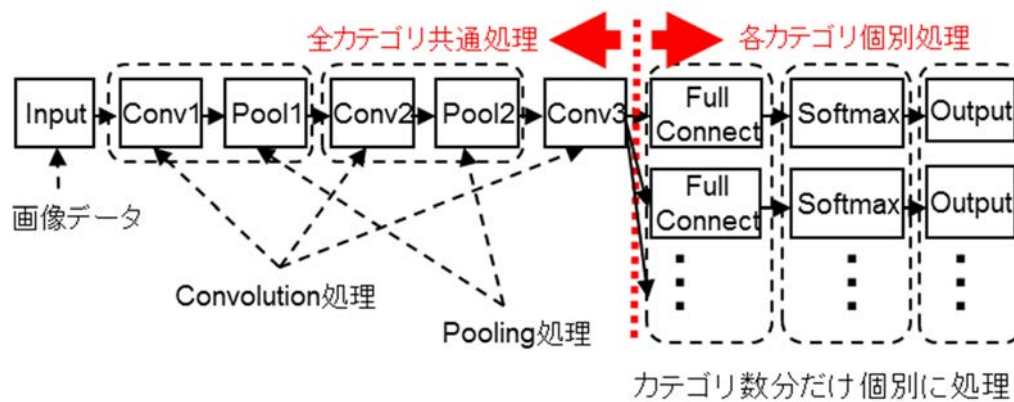 全カテゴリ共通処理
各カテゴリ個別処理
Input
Conv1
Pool1
Conv2
Pool2
Conv3
Full
Connect
Softmax
Output
Full
Connect
Softmax
Output
画像データ
Convolution処理
Pooling処理
カテゴリ数分だけ個別に処理